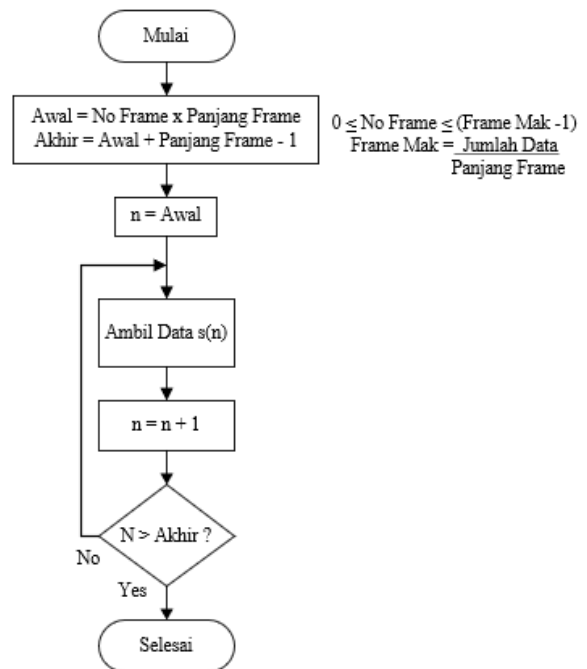 Mulai
Awal = No Frame x Panjang Frame
Akhir = Awal + Panjang Frame - 1
0 ≤ No Frame ≤ (Frame Mak -1)
Frame Mak = Jumlah Data
Panjang Frame
n = Awal
Ambil Data s(n)
n = n + 1
N > Akhir ?
No
Yes
Selesai